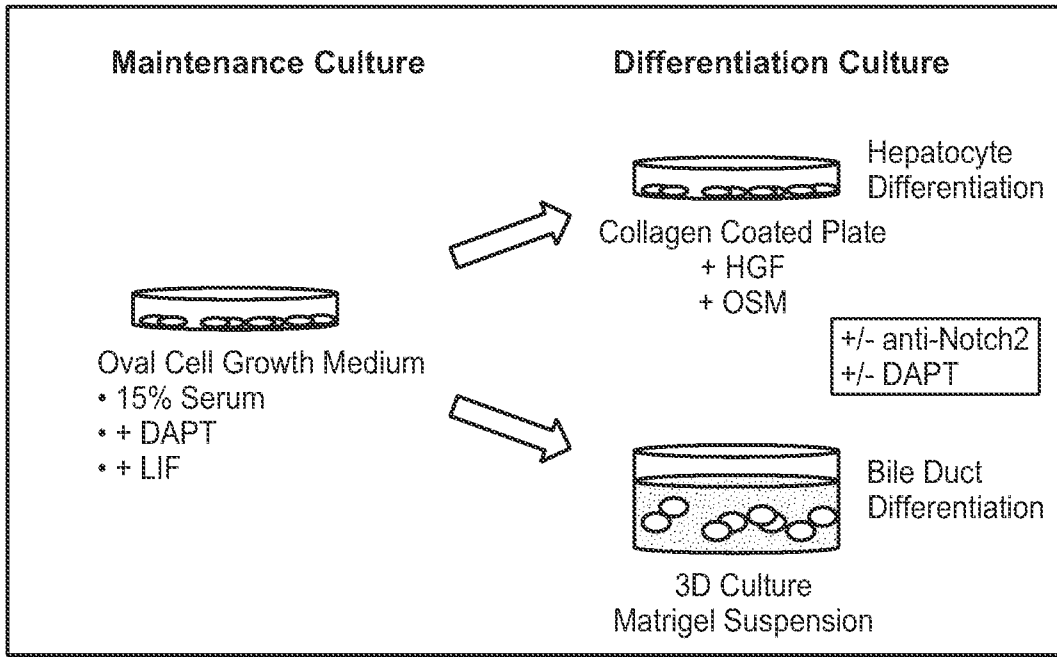 Maintenance Culture
Differentiation Culture
Hepatocyte
Differentiation
Collagen Coated Plate
+ HGF
+ OSM
Oval Cell Growth Medium
• 15% Serum
• + DAPT
• + LIF
+/- anti-Notch2
+/- DAPT
Bile Duct
Differentiation
3D Culture
Matrigel Suspension